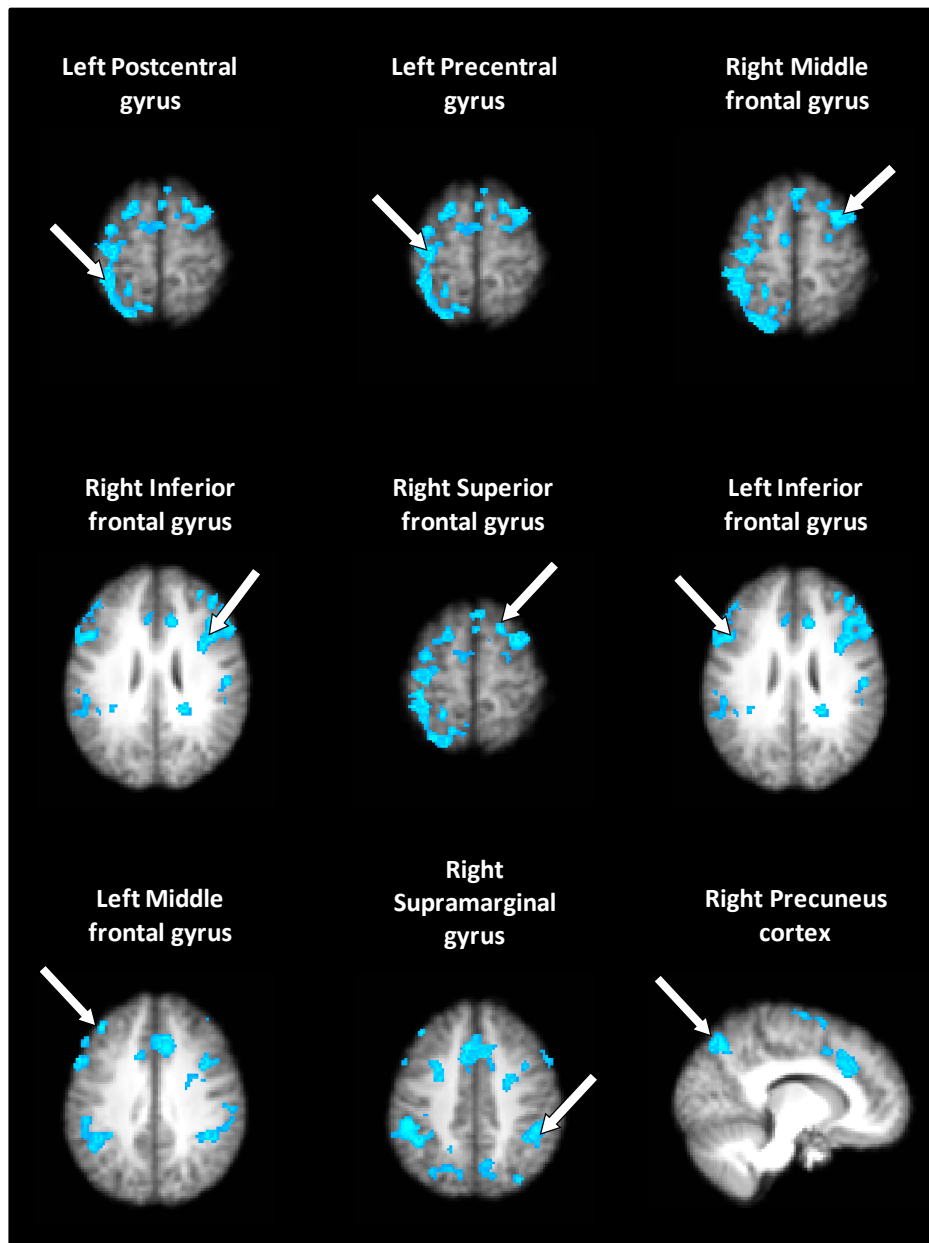 Left Postcentral
gyrus
Left Precentral
gyrus
Right Middle
frontal gyrus
Right Inferior
frontal gyrus
Right Superior
frontal gyrus
Left Inferior
frontal gyrus
Left Middle
frontal gyrus
Right
Supramarginal
gyrus
Right Precuneus
cortex